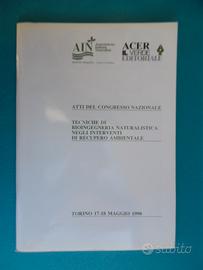 AIN
ACER
VERDE
EDITORIALE
ATTI DEL CONGRESSO NAZIONALE
TECNICHE DI
BIOINGEGNERIA NATURALISTICA
NEGLI INTERVENTI
DI RECUPERO AMBIENTALE
TORINO 17-18 MAGGIO 1990
subito